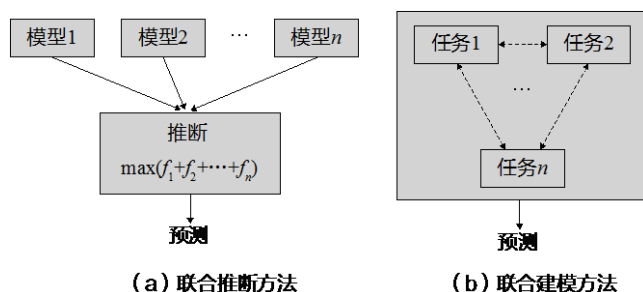 模型1 模型2 … 模型n
推断
max(f1+f2+…+fn)
预测
(a)联合推断方法
任务1 任务2
…
任务n
预测
(b)联合建模方法